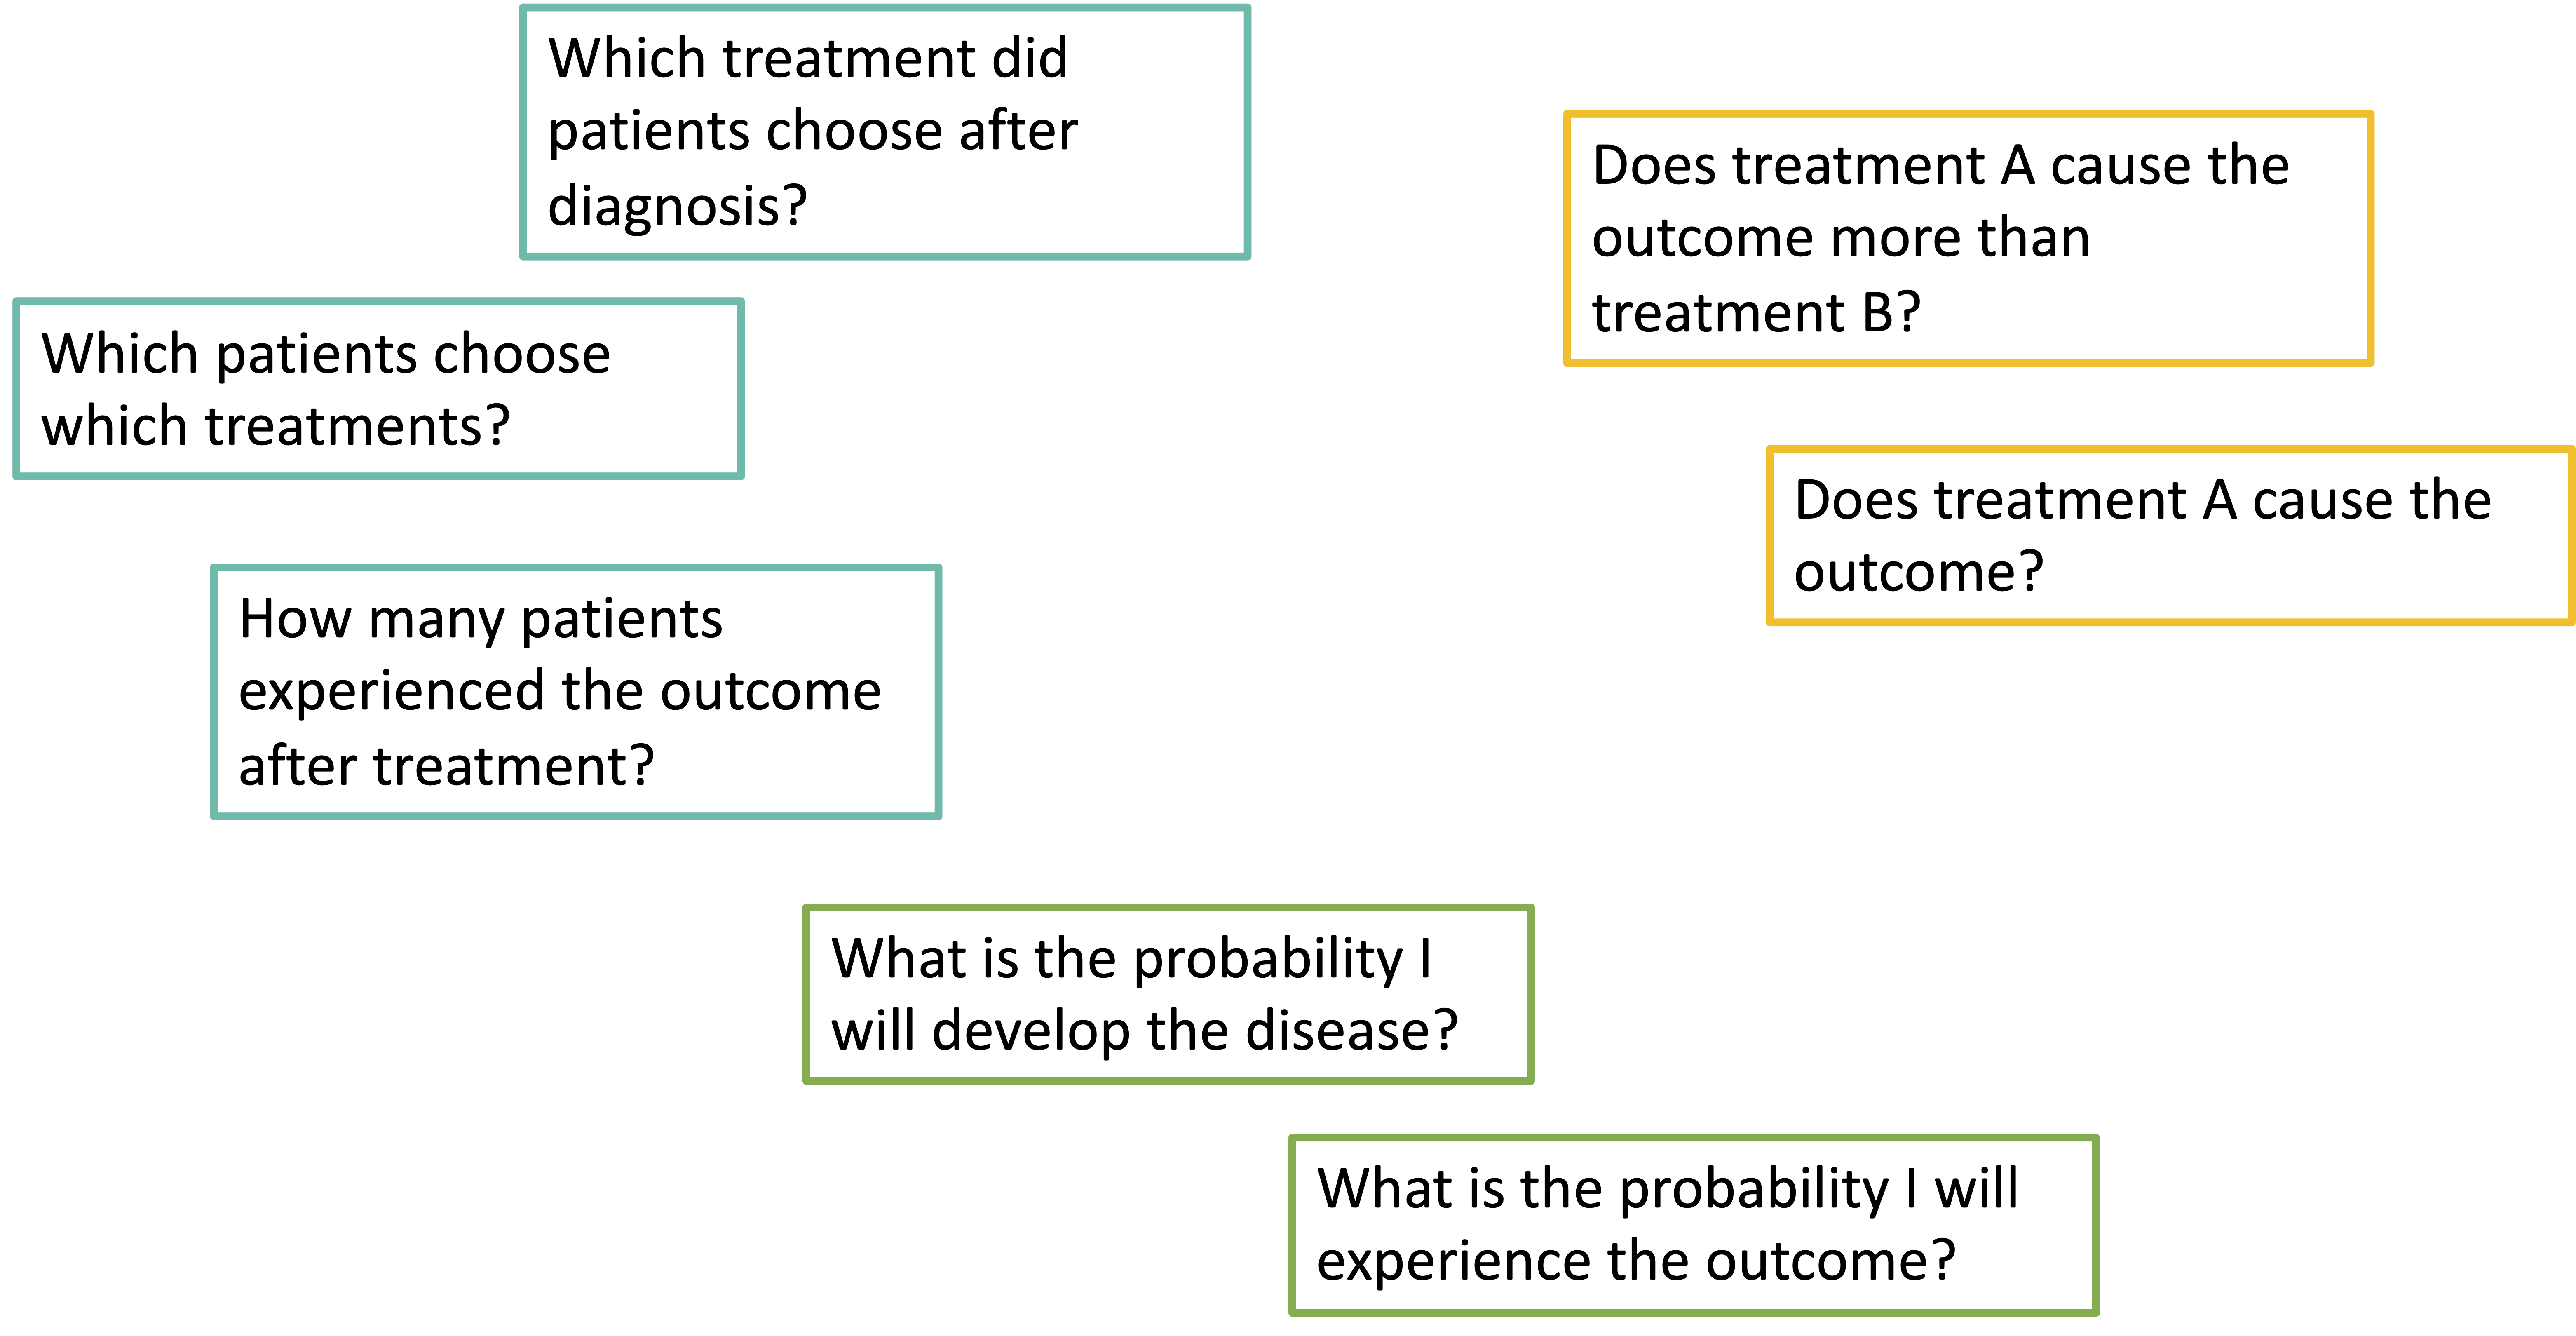 Which treatment did
patients choose after
diagnosis?
Does treatment A cause the
outcome more than
treatment B?
Which patients choose
which treatments?
Does treatment A cause the
outcome?
How many patients
experienced the outcome
after treatment?
What is the probability I
will develop the disease?
What is the probability I will
experience the outcome?